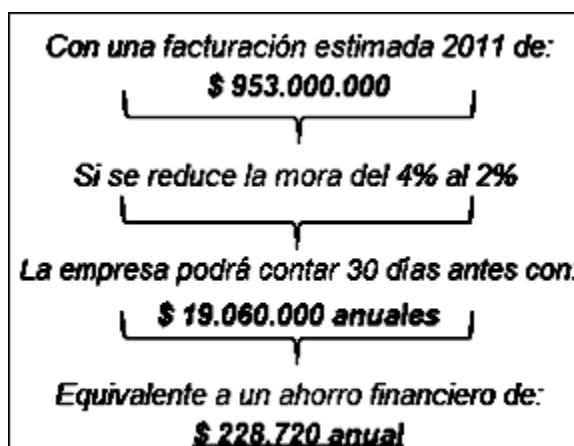 Con una facturación estimada 2011 de:
$ 953.000.000
Si se reduce la mora del 4% al 2%
La empresa podrá contar 30 días antes con:
$ 19.060.000 anuales
Equivalente a un ahorro financiero de:
$ 228.720 anual